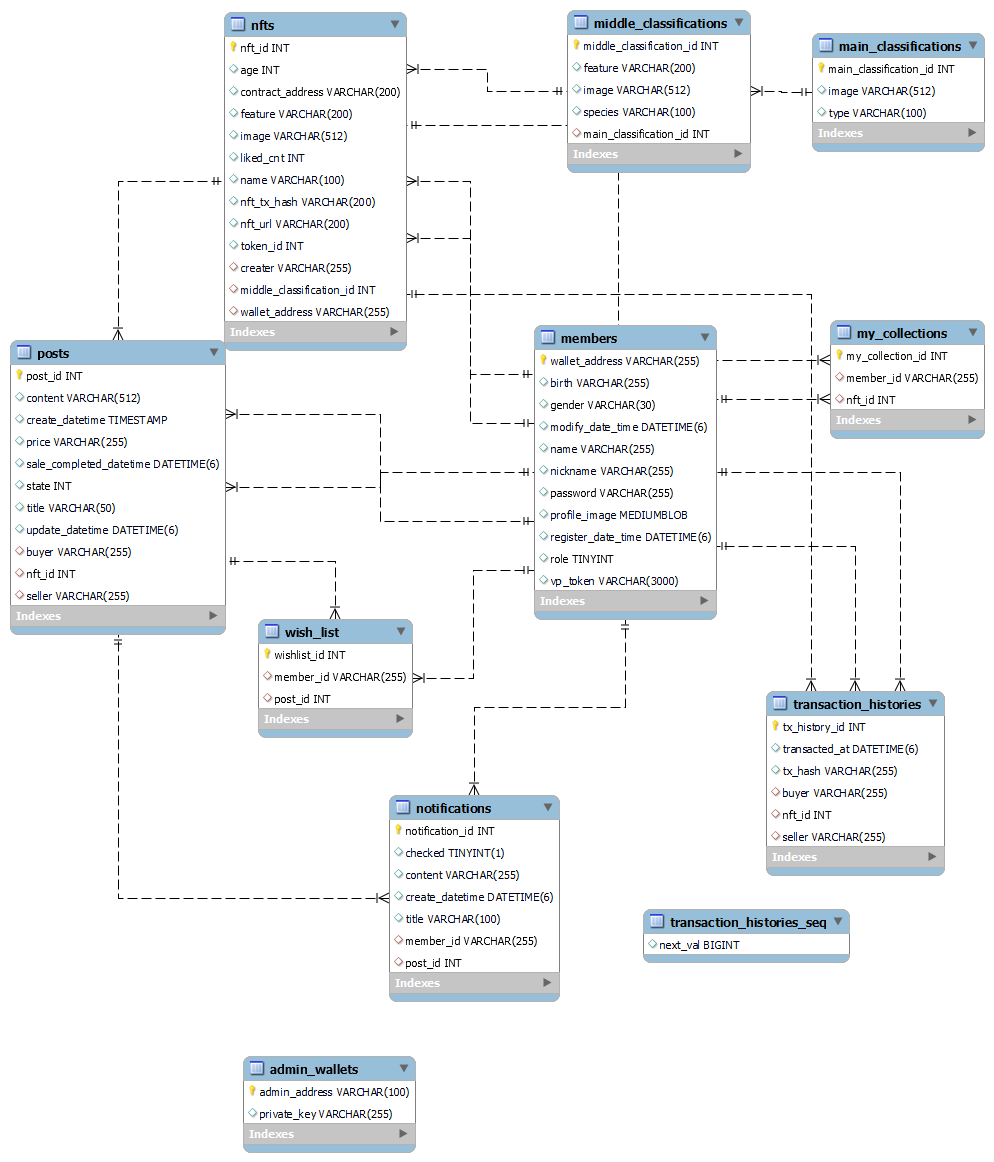 nfts
nft_id INT
age INT
contract_address VARCHAR(200)
feature VARCHAR(200)
image VARCHAR(512)
liked_cnt INT
name VARCHAR(100)
nft_tx_hash VARCHAR(200)
nft_url VARCHAR(200)
token_id INT
creater VARCHAR(255)
middle_classification_id INT
wallet_address VARCHAR(255)
Indexes
middle_classifications
middle_classification_id INT
feature VARCHAR(200)
image VARCHAR(512)
species VARCHAR(100)
main_classification_id INT
Indexes
main_classifications
main_classification_id INT
image VARCHAR(512)
type VARCHAR(100)
Indexes
posts
post_id INT
content VARCHAR(512)
create_datetime TIMESTAMP
price VARCHAR(255)
sale_completed_datetime DATETIME(6)
state INT
title VARCHAR(50)
update_datetime DATETIME(6)
buyer VARCHAR(255)
nft_id INT
seller VARCHAR(255)
Indexes
members
wallet_address VARCHAR(255)
birth VARCHAR(255)
gender VARCHAR(30)
modify_date_time DATETIME(6)
name VARCHAR(255)
nickname VARCHAR(255)
password VARCHAR(255)
profile_image MEDIUMBLOB
register_date_time DATETIME(6)
role TINYINT
vp_token VARCHAR(3000)
Indexes
my_collections
my_collection_id INT
member_id VARCHAR(255)
nft_id INT
Indexes
wish_list
wishlist_id INT
member_id VARCHAR(255)
post_id INT
Indexes
transaction_histories
tx_history_id INT
transacted_at DATETIME(6)
tx_hash VARCHAR(255)
buyer VARCHAR(255)
nft_id INT
seller VARCHAR(255)
Indexes
notifications
notification_id INT
checked TINYINT(1)
content VARCHAR(255)
create_datetime DATETIME(6)
title VARCHAR(100)
member_id VARCHAR(255)
post_id INT
Indexes
transaction_histories_seq
next_val BIGINT
admin_wallets
admin_address VARCHAR(100)
private_key VARCHAR(255)
Indexes